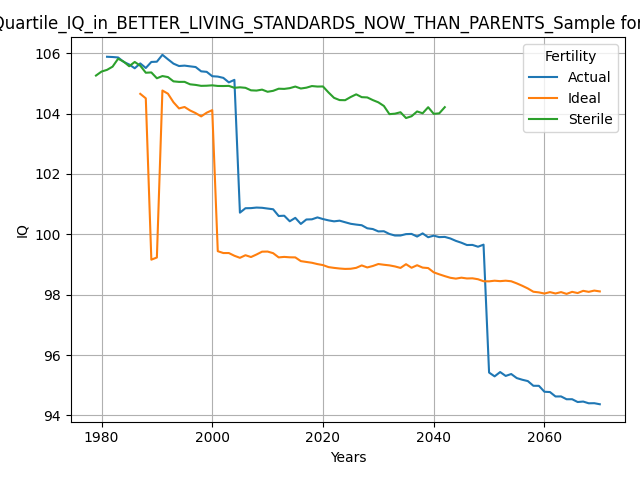 Quartile_IQ_in_BETTER_LIVING_STANDARDS_NOW_THAN_PARENTS_Sample for
106
104
102
100
98
96
94
IQ
Fertility
Actual
Ideal
Sterile
1980
2000
2020
2040
2060
Years